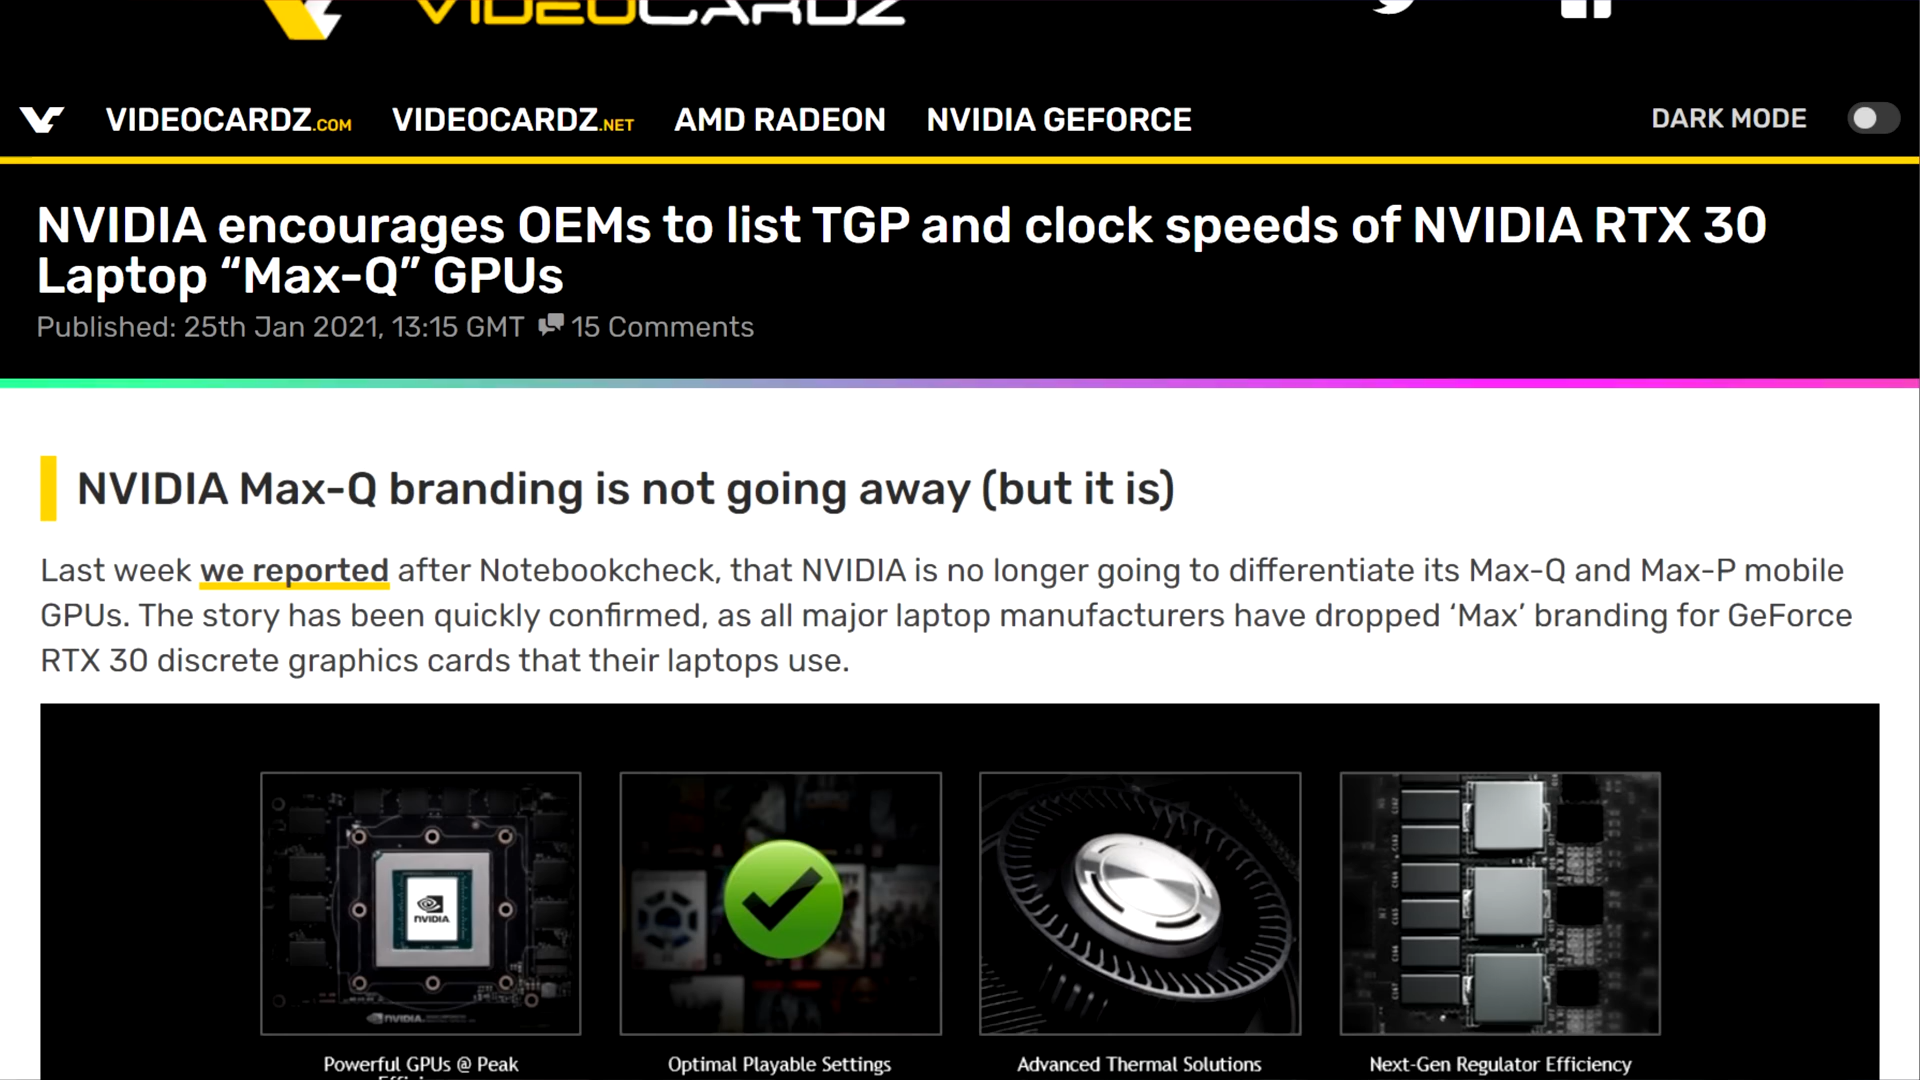 VIDEOCARDZ
VIDEOCARDZ.COM VIDEOCARDZ.NET AMD RADEON NVIDIA GEFORCE DARK MODE
NVIDIA encourages OEMs to list TGP and clock speeds of NVIDIA RTX 30
Laptop “Max-Q” GPUs
Published: 25th Jan 2021, 13:15 GMT 15 Comments
NVIDIA Max-Q branding is not going away (but it is)
Last week we reported after Notebookcheck, that NVIDIA is no longer going to differentiate its Max-Q and Max-P mobile
GPUs. The story has been quickly confirmed, as all major laptop manufacturers have dropped ‘Max’ branding for GeForce
RTX 30 discrete graphics cards that their laptops use.
NVIDIA
NVIDIA
Powerful GPUs @ Peak
Optimal Playable Settings
Advanced Thermal Solutions
Next-Gen Regulator Efficiency